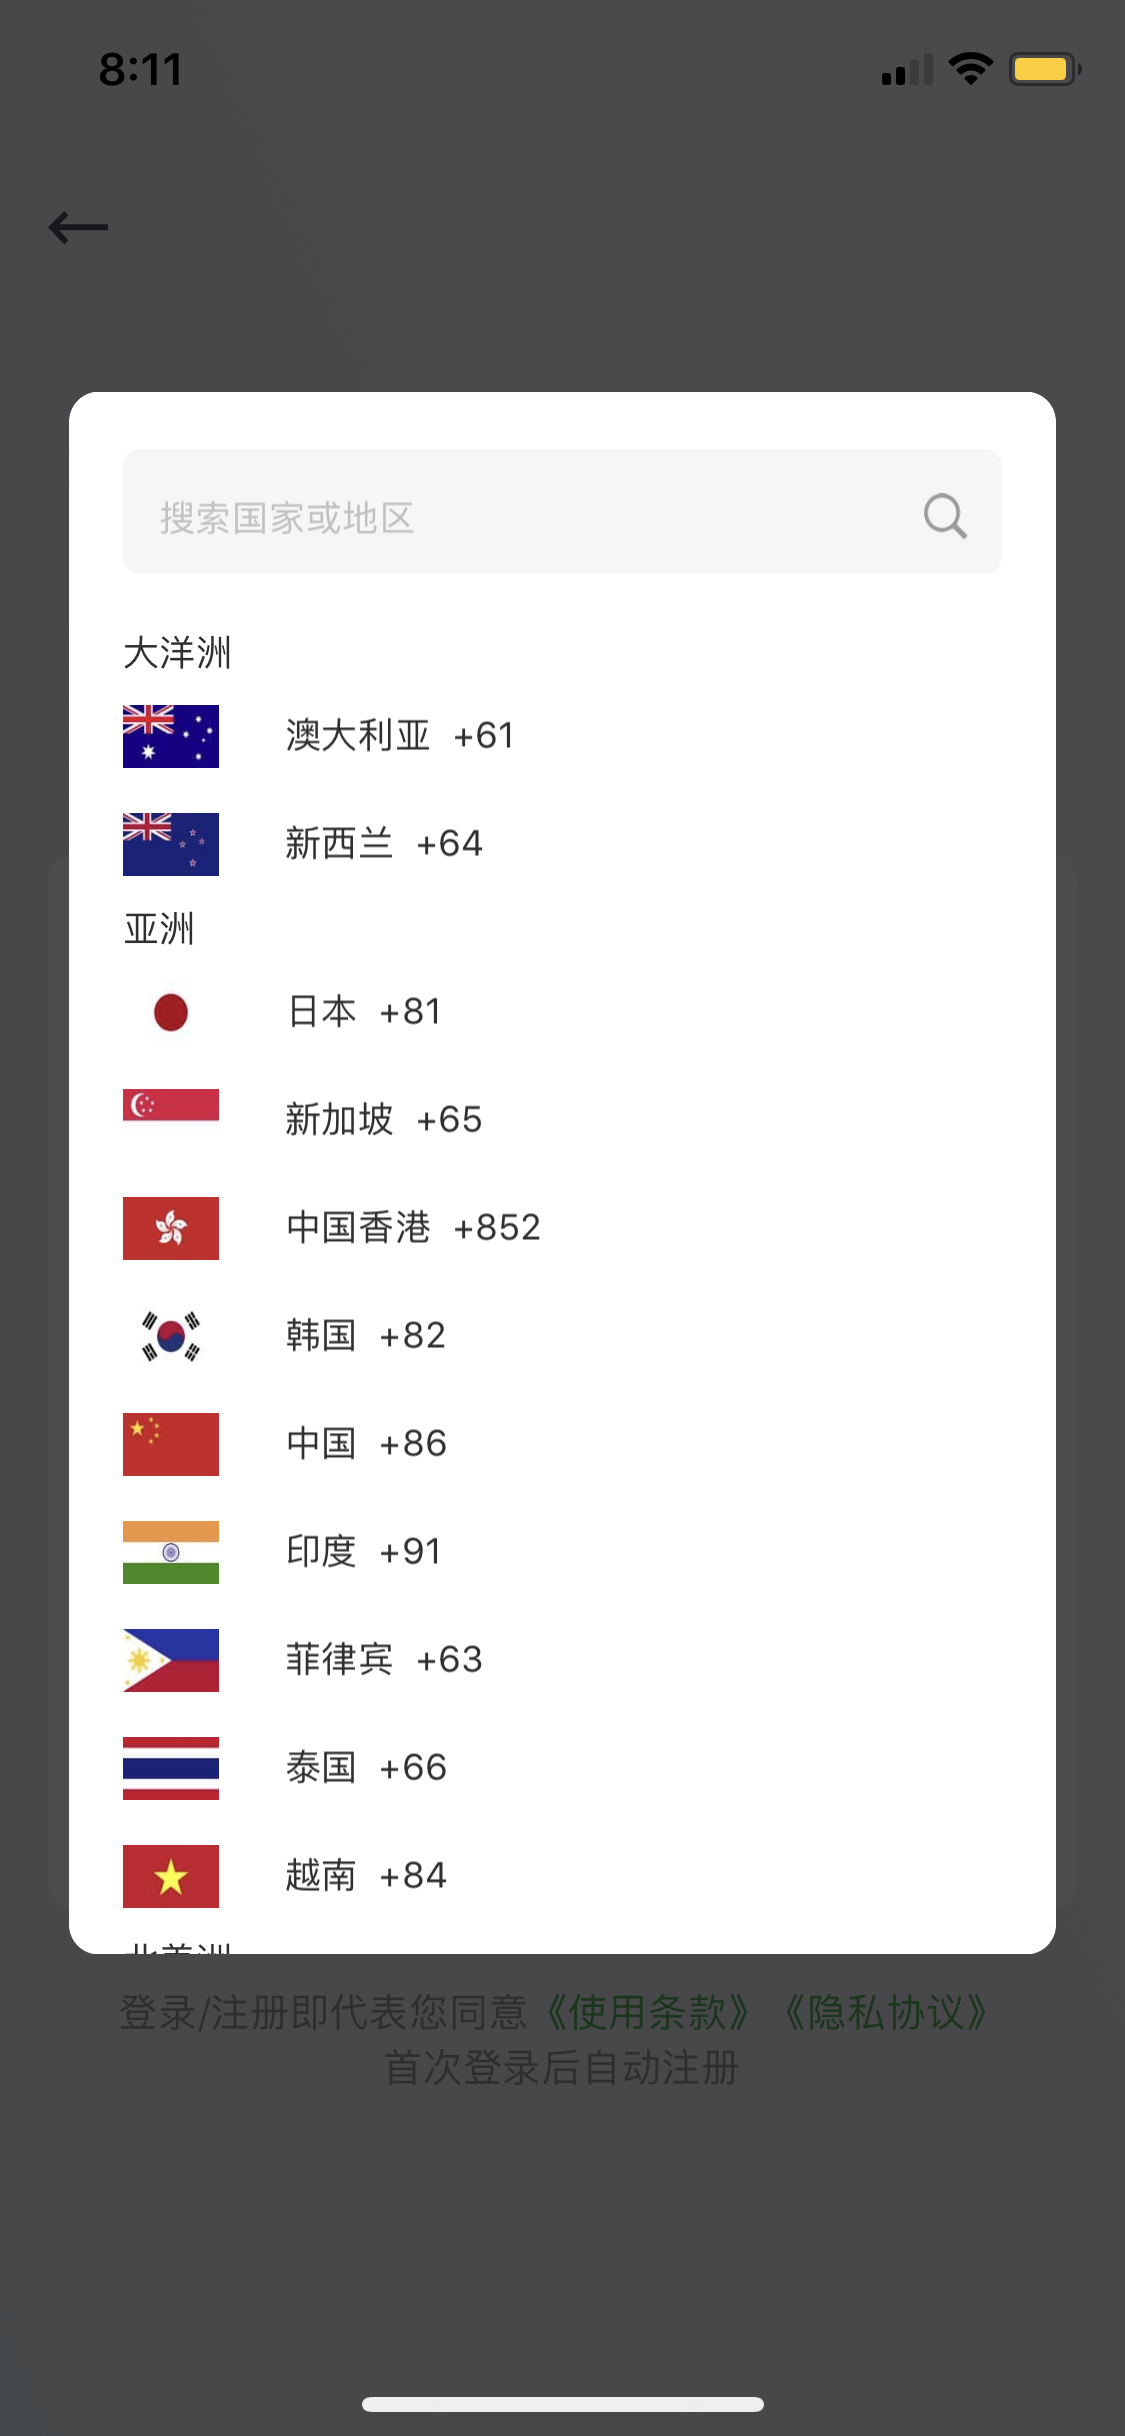 8:11
搜索国家或地区
大洋洲
澳大利亚 +61
新西兰 +64
亚洲
日本 +81
新加坡 +65
中国香港 +852
韩国 +82
中国 +86
印度 +91
菲律宾 +63
泰国 +66
越南 +84
北美洲
登录/注册即代表您同意《使用条款》《隐私协议》
首次登录后自动注册